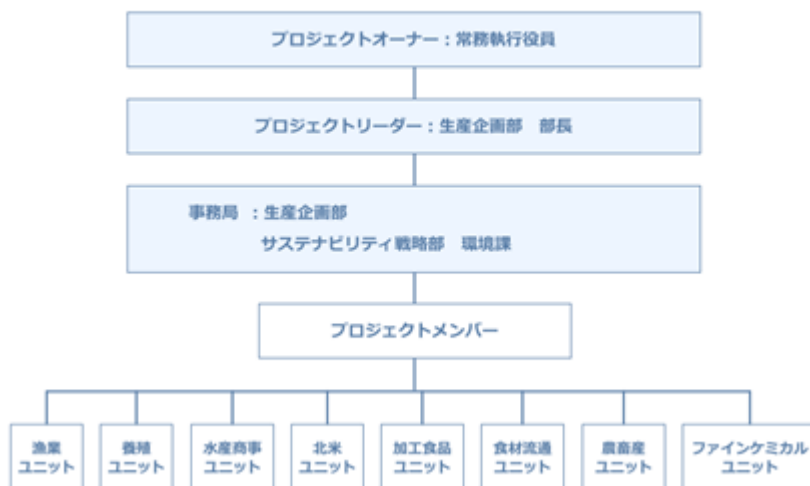 プロジェクトオーナー：常務執行役員
プロジェクトリーダー：生産企画部　部長
事務局　：生産企画部
サステナビリティ戦略部　環境課
プロジェクトメンバー
漁業
ユニット
養殖
ユニット
水産商事
ユニット
北米
ユニット
加工食品
ユニット
食材流通
ユニット
農畜産
ユニット
ファインケミカル
ユニット